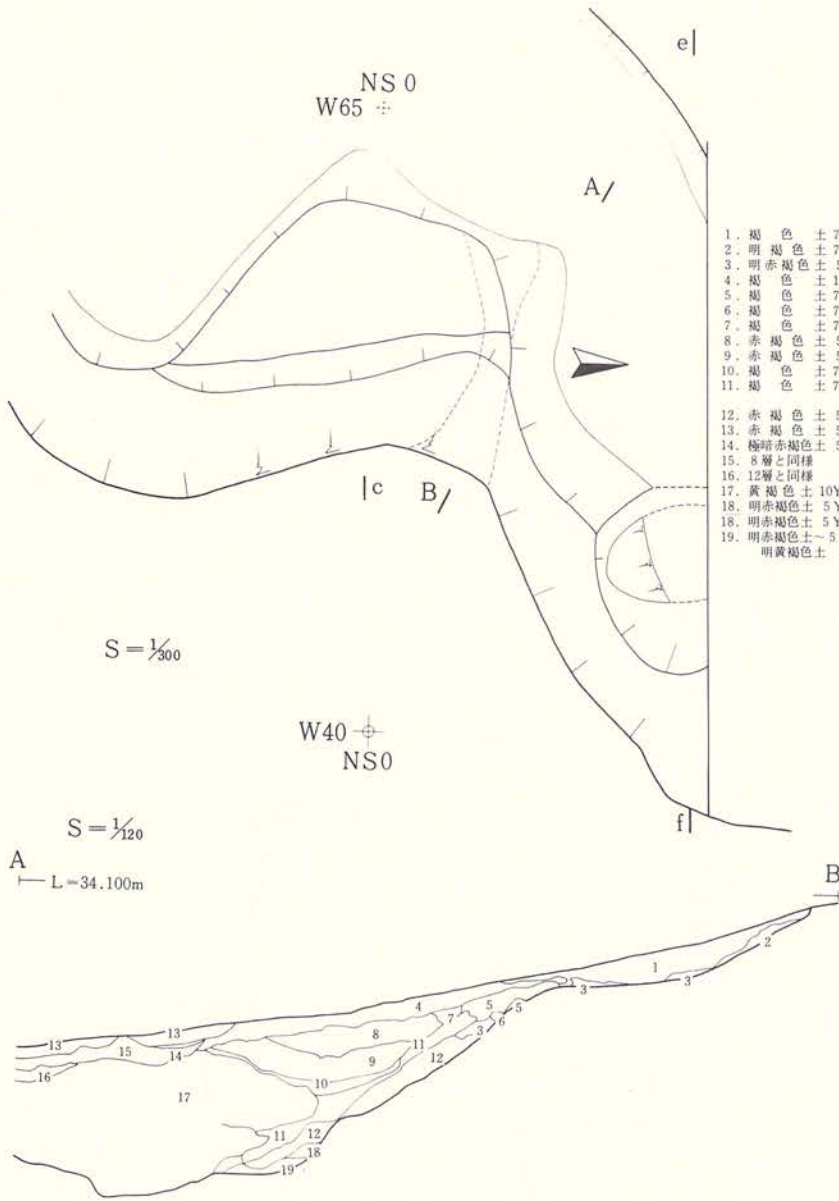 e
NS 0
W65
A
1. 褐色土 7
2. 明褐色土 7
3. 明赤褐色土 5
4. 褐色土 1
5. 褐色土 7
6. 褐色土 7
7. 褐色土 7
8. 赤褐色土 5
9. 赤褐色土 5
10. 褐色土 7
11. 褐色土 7
12. 赤褐色土 5
13. 赤褐色土 5
14. 極暗赤褐色土 5
15. 8層と同様
16. 12層と同様
17. 黄褐色土 10Y
18. 明赤褐色土 5Y
18. 明赤褐色土 5Y
19. 明赤褐色土~5
明黄褐色土
c
B
S=1/300
W40
NS0
f
S=1/120
A
L=34.100m
B
1
2
3
3
4
5
5
7
6
3
8
11
12
9
10
13
13
15
14
16
17
11
12
18
19